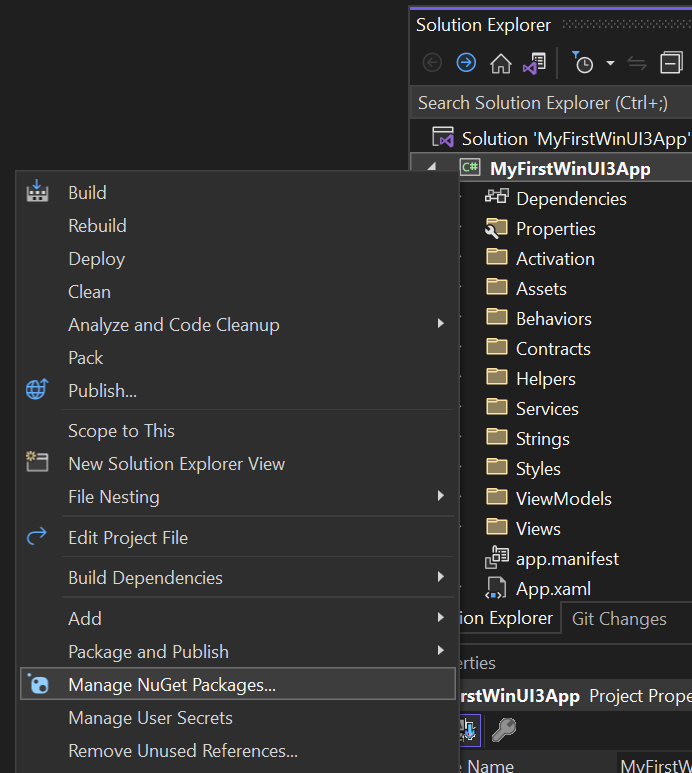 Solution Explorer
Search Solution Explorer (Ctrl+;)
Solution 'MyFirstWinUI3App'
C# MyFirstWinUI3App
Dependencies
Properties
Activation
Assets
Behaviors
Contracts
Helpers
Services
Strings
Styles
ViewModels
Views
app.manifest
App.xaml
Build
Rebuild
Deploy
Clean
Analyze and Code Cleanup
Pack
Publish...
Scope to This
New Solution Explorer View
File Nesting
Edit Project File
Build Dependencies
Add
Package and Publish
Manage NuGet Packages...
Manage User Secrets
Remove Unused References...
ion Explorer
Git Changes
erties
rstWinUI3App Project Prope
Name
MyFirstW